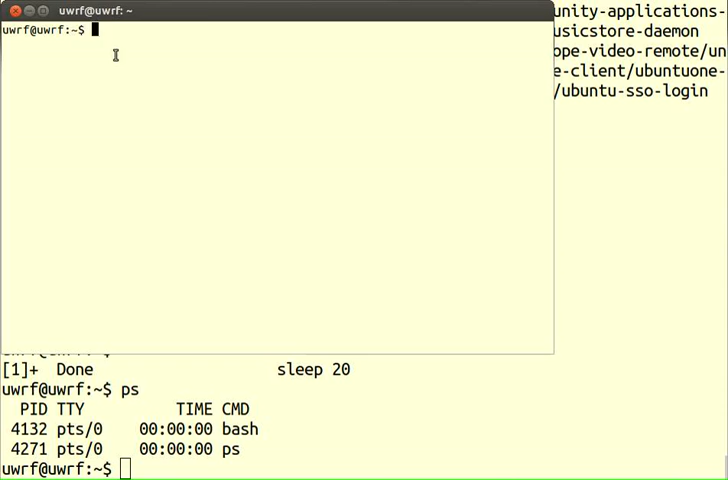 uwrf@uwrf: ~
uwrf@uwrf:~$
unity-applications-
usicstore-daemon
ope-video-remote/un
e-client/ubuntuone-
/ubuntu-sso-login
[1]+  Done                    sleep 20
uwrf@uwrf:~$ ps
  PID TTY          TIME CMD
 4132 pts/0    00:00:00 bash
 4271 pts/0    00:00:00 ps
uwrf@uwrf:~$